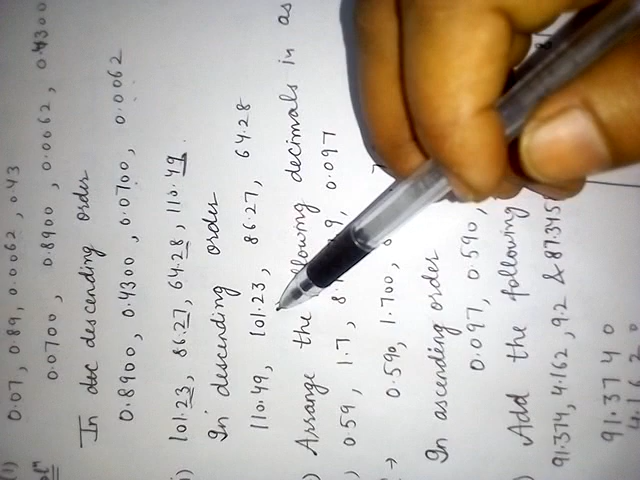 (1) 0.07, 0.89, 0.0062, 0.43
Solⁿ 0.0700, 0.8900, 0.0062, 0.4300
In dec descending order
0.8900, 0.4300, 0.0700, 0.0062
i) 101.23, 86.27, 64.28, 110.49.
In descending order
110.49, 101.23, 86.27, 64.28
) Arrange the following decimals in as
) 0.59, 1.7, 8. 9, 0.097
→ 0.590, 1.700,
In ascending order
0.097, 0.590,
) Add the following
91.374, 4.162, 9.2 & 87.345
91.3740
4.1620